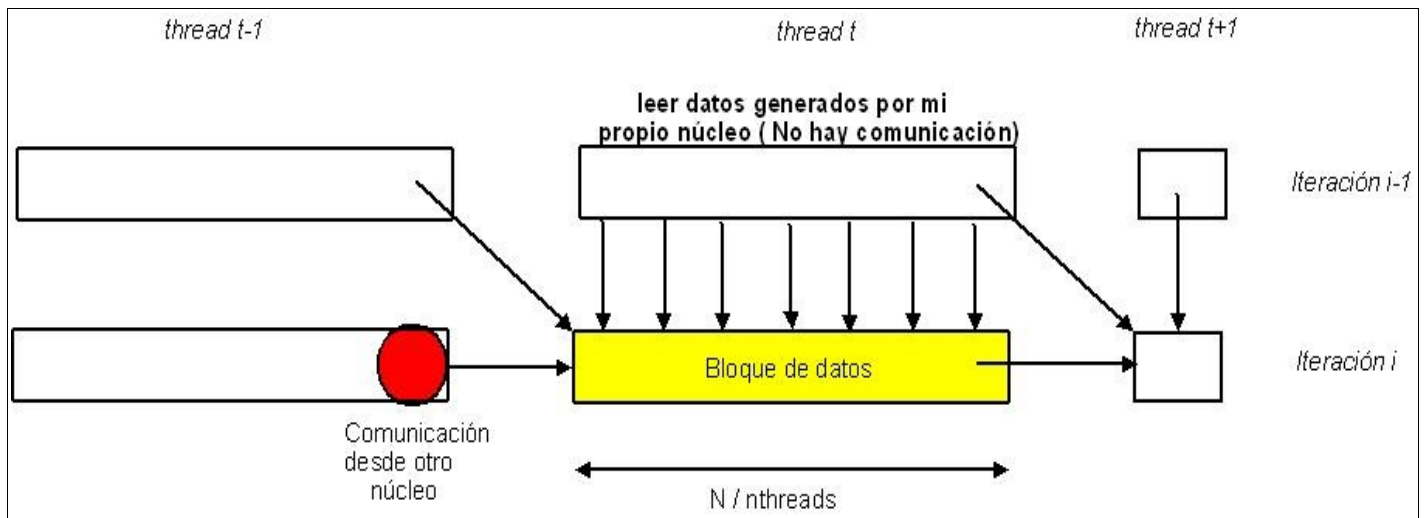 thread t-1
thread t
thread t+1
leer datos generados por mi
propio núcleo ( No hay comunicación)
Iteración i-1
Bloque de datos
Iteración i
Comunicación
desde otro
núcleo
N / nthreads